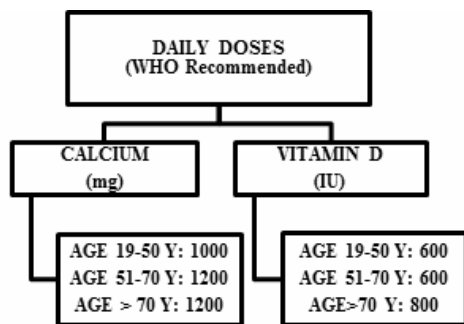 DAILY DOSES
(WHO Recommended)
CALCIUM
(mg)
VITAMIN D
(IU)
AGE 19-50 Y: 1000
AGE 51-70 Y: 1200
AGE > 70 Y: 1200
AGE 19-50 Y: 600
AGE 51-70 Y: 600
AGE>70 Y: 800